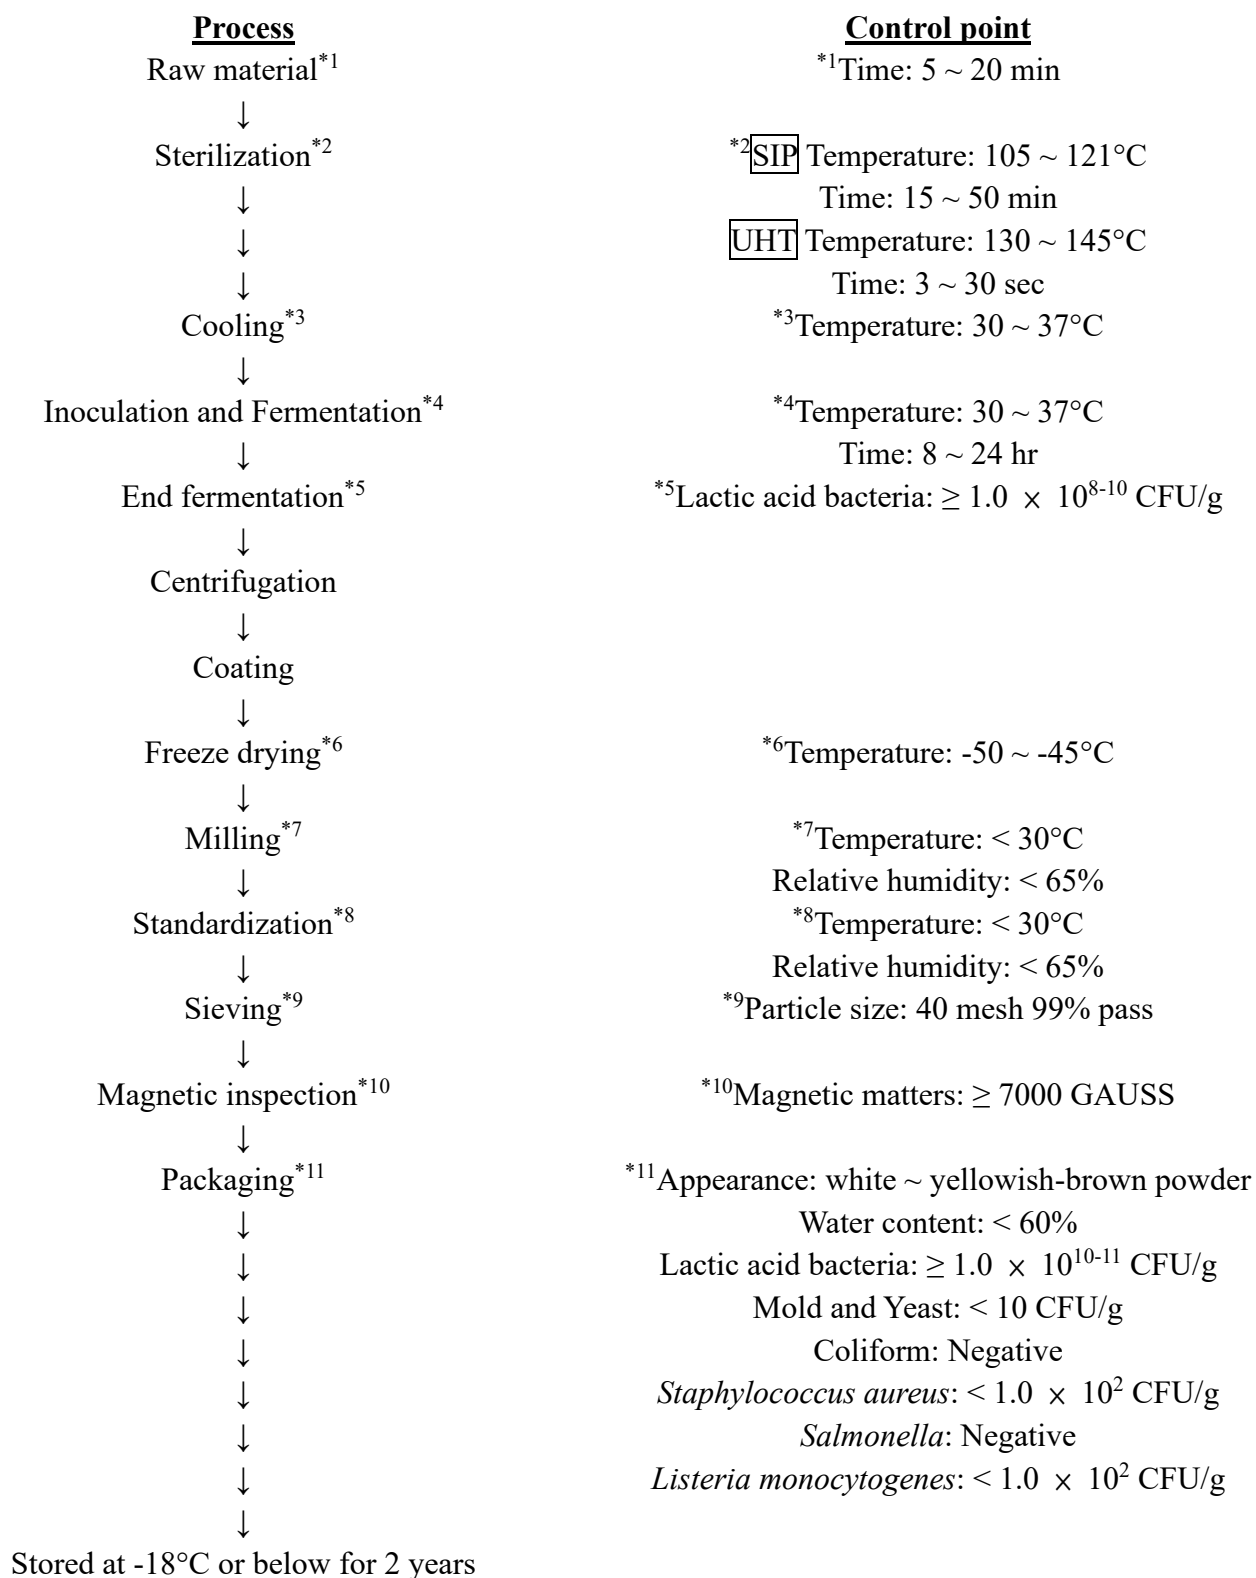 Process Control point
Raw material*1 *1Time: 5 ~ 20 min
↓
Sterilization*2 *2SIP Temperature: 105 ~ 121°C
↓ Time: 15 ~ 50 min
↓ UHT Temperature: 130 ~ 145°C
↓ Time: 3 ~ 30 sec
Cooling*3 *3Temperature: 30 ~ 37°C
↓
Inoculation and Fermentation*4 *4Temperature: 30 ~ 37°C
↓ Time: 8 ~ 24 hr
End fermentation*5 *5Lactic acid bacteria: ≥ 1.0 × 10^8-10 CFU/g
↓
Centrifugation
↓
Coating
↓
Freeze drying*6 *6Temperature: -50 ~ -45°C
↓
Milling*7 *7Temperature: < 30°C
↓ Relative humidity: < 65%
Standardization*8 *8Temperature: < 30°C
↓ Relative humidity: < 65%
Sieving*9 *9Particle size: 40 mesh 99% pass
↓
Magnetic inspection*10 *10Magnetic matters: ≥ 7000 GAUSS
↓
Packaging*11 *11Appearance: white ~ yellowish-brown powder
↓ Water content: < 60%
↓ Lactic acid bacteria: ≥ 1.0 × 10^10-11 CFU/g
↓ Mold and Yeast: < 10 CFU/g
↓ Coliform: Negative
↓ Staphylococcus aureus: < 1.0 × 10^2 CFU/g
↓ Salmonella: Negative
↓ Listeria monocytogenes: < 1.0 × 10^2 CFU/g
↓
Stored at -18°C or below for 2 years